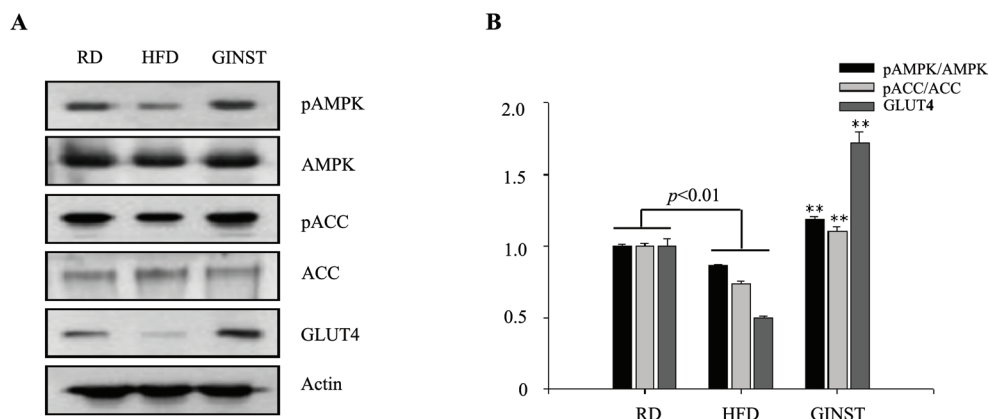 A
RD HFD GINST
pAMPK
AMPK
pACC
ACC
GLUT4
Actin
B
pAMPK/AMPK
pACC/ACC
GLUT4
2.0
1.5
1.0
0.5
0
p<0.01
**
**
**
RD HFD GINST